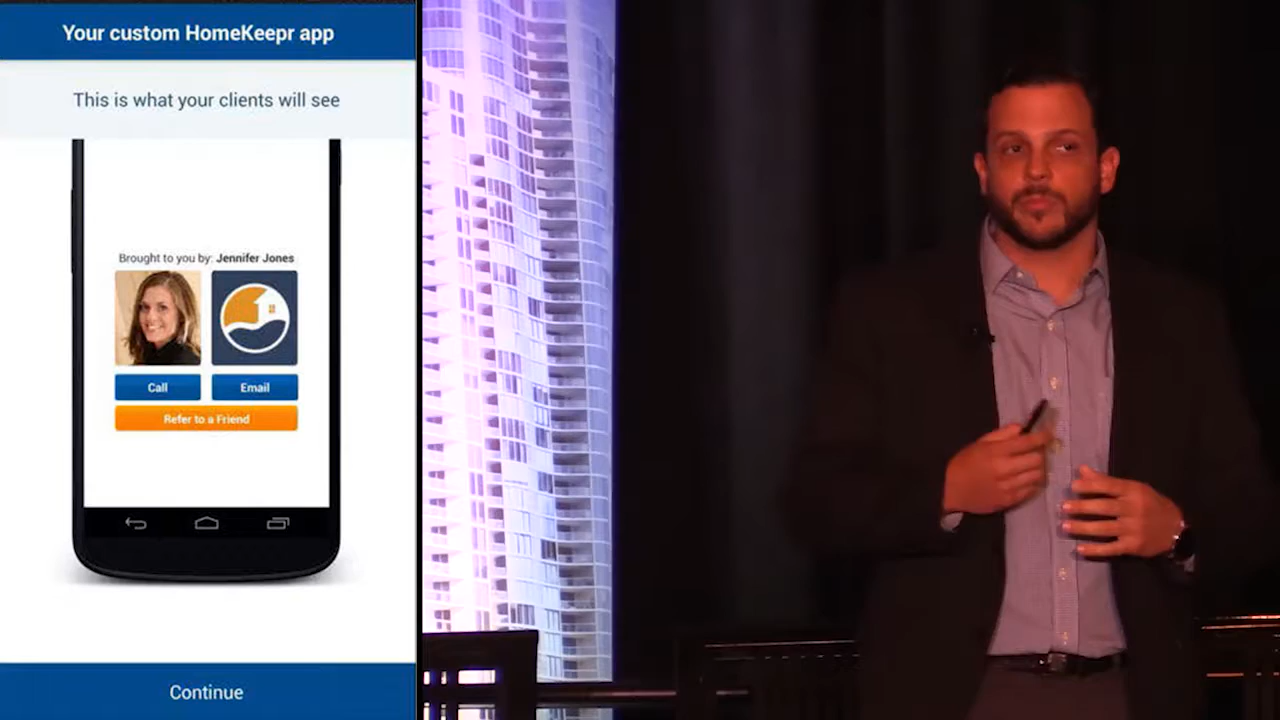 Your custom HomeKeepr app
This is what your clients will see
Brought to you by: Jennifer Jones
Call
Email
Refer to a Friend
Continue